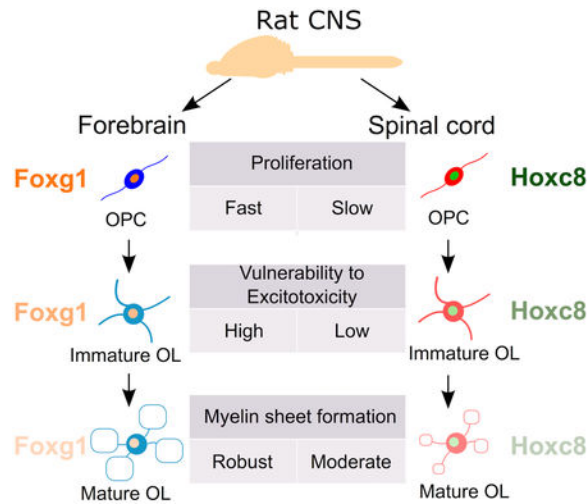 Rat CNS
Forebrain
Spinal cord
Foxg1
OPC
Proliferation
Fast
Slow
OPC
Hoxc8
Foxg1
Immature OL
Vulnerability to
Excitotoxicity
High
Low
Immature OL
Hoxc8
Foxg1
Mature OL
Myelin sheet formation
Robust
Moderate
Mature OL
Hoxc8